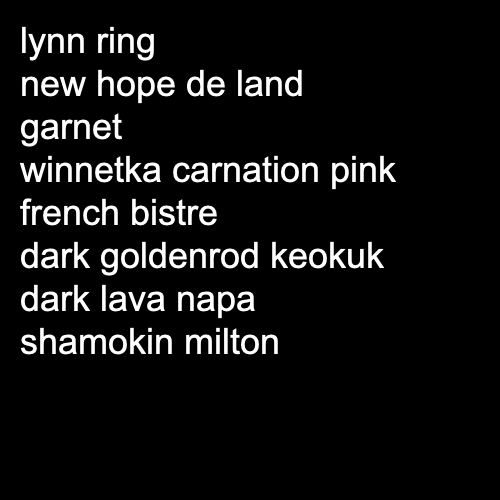 lynn ring
new hope de land
garnet
winnetka carnation pink
french bistre
dark goldenrod keokuk
dark lava napa
shamokin milton